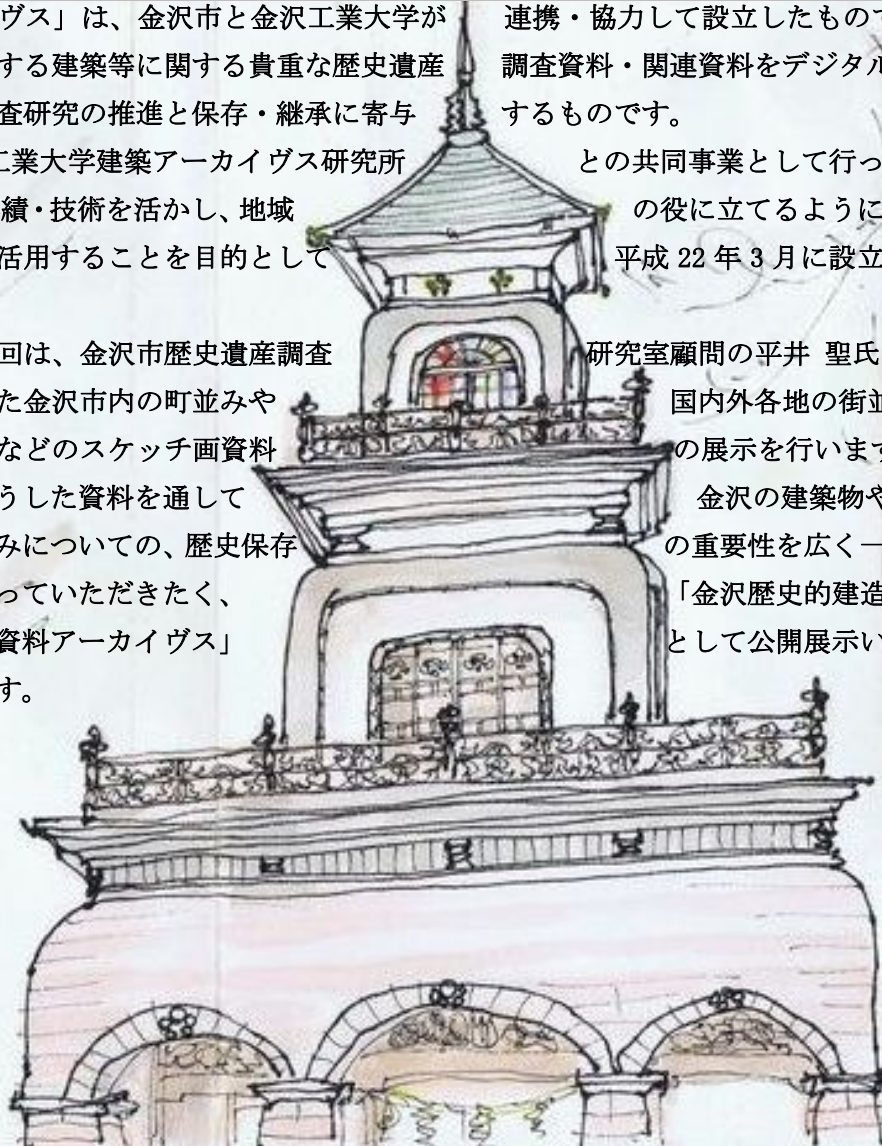 ヴス」は、金沢市と金沢工業大学が 連携・協力して設立したもので
する建築等に関する貴重な歴史遺産 調査資料・関連資料をデジタル
査研究の推進と保存・継承に寄与 するものです。
工業大学建築アーカイヴス研究所 との共同事業として行っ
績・技術を活かし、地域 の役に立てるように
活用することを目的として 平成 22 年 3 月に設立
回は、金沢市歴史遺産調査 研究室顧問の平井 聖氏
た金沢市内の町並みや 国内外各地の街並
などのスケッチ画資料 の展示を行います
うした資料を通して 金沢の建築物や
みについての、歴史保存 の重要性を広く一
っていただきたく、 「金沢歴史的建造
資料アーカイヴス」 として公開展示い
す。